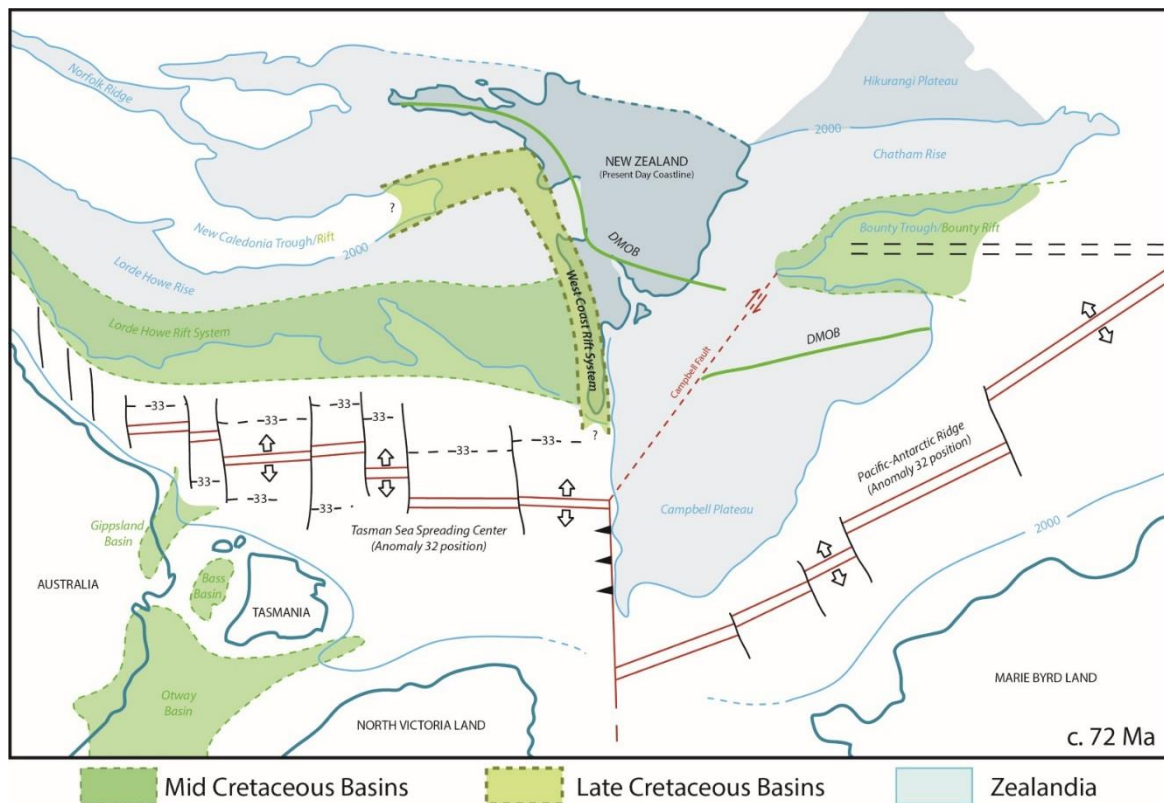 Norfolk Ridge
Hikurangi Plateau
2000
NEW ZEALAND
(Present Day Coastline)
Chatham Rise
?
New Caledonia Trough/Rift
2000
DMOB
Bounty Trough/Bounty Rift
Lorde Howe Rise
West Coast Rift System
Lorde Howe Rift System
Campbell Fault
DMOB
33
33
33
33
33
33
?
33
33
33
Pacific-Antarctic Ridge
(Anomaly 32 position)
Tasman Sea Spreading Center
(Anomaly 32 position)
Campbell Plateau
2000
Gippsland
Basin
AUSTRALIA
Bass
Basin
TASMANIA
Otway
Basin
NORTH VICTORIA LAND
MARIE BYRD LAND
c. 72 Ma
Mid Cretaceous Basins
Late Cretaceous Basins
Zealandia